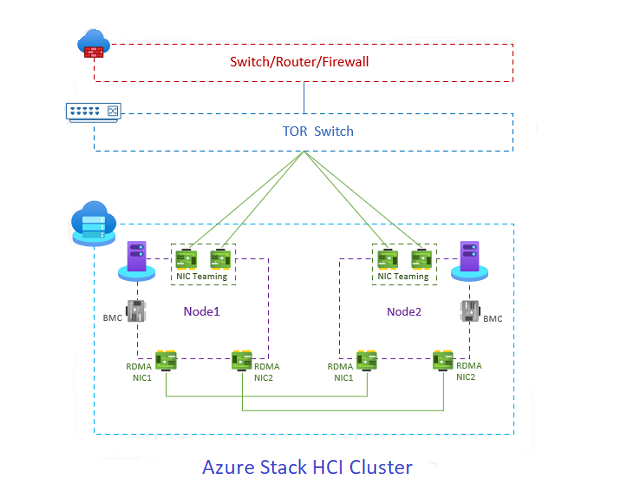 Switch/Router/Firewall
TOR Switch
NIC Teaming
NIC Teaming
Node1
Node2
BMC
BMC
RDMA
NIC1
RDMA
NIC2
RDMA
NIC1
RDMA
NIC2
Azure Stack HCI Cluster